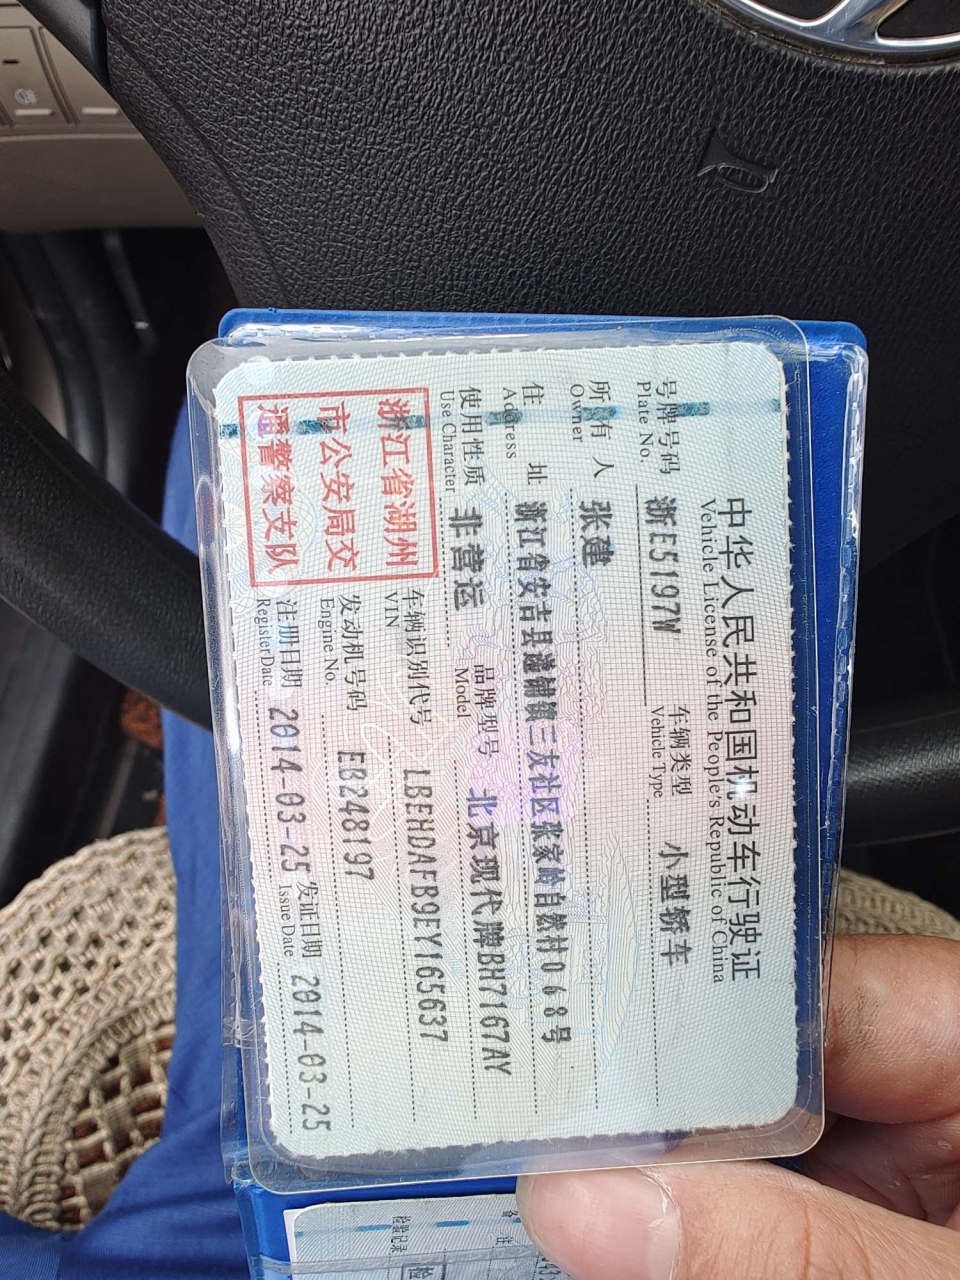 中华人民共和国机动车行驶证
Vehicle License of the People's Republic of China
号牌号码 浙E5197W 车辆类型 小型轿车
Plate No. Vehicle Type
所有人 张建
Owner
住址 浙江省安吉县递铺镇三友社区张家岭自然村068号
Address
使用性质 非营运 品牌型号 北京现代牌BH7167AY
Use Character Model
浙江省湖州
市公安局交
通警察支队
车辆识别代号 LBEHDAFB9EY165637
VIN
发动机号码 EB248197
Engine No.
注册日期 2014-03-25 发证日期 2014-03-25
Register Date Issue Date
备注
检验记录
检